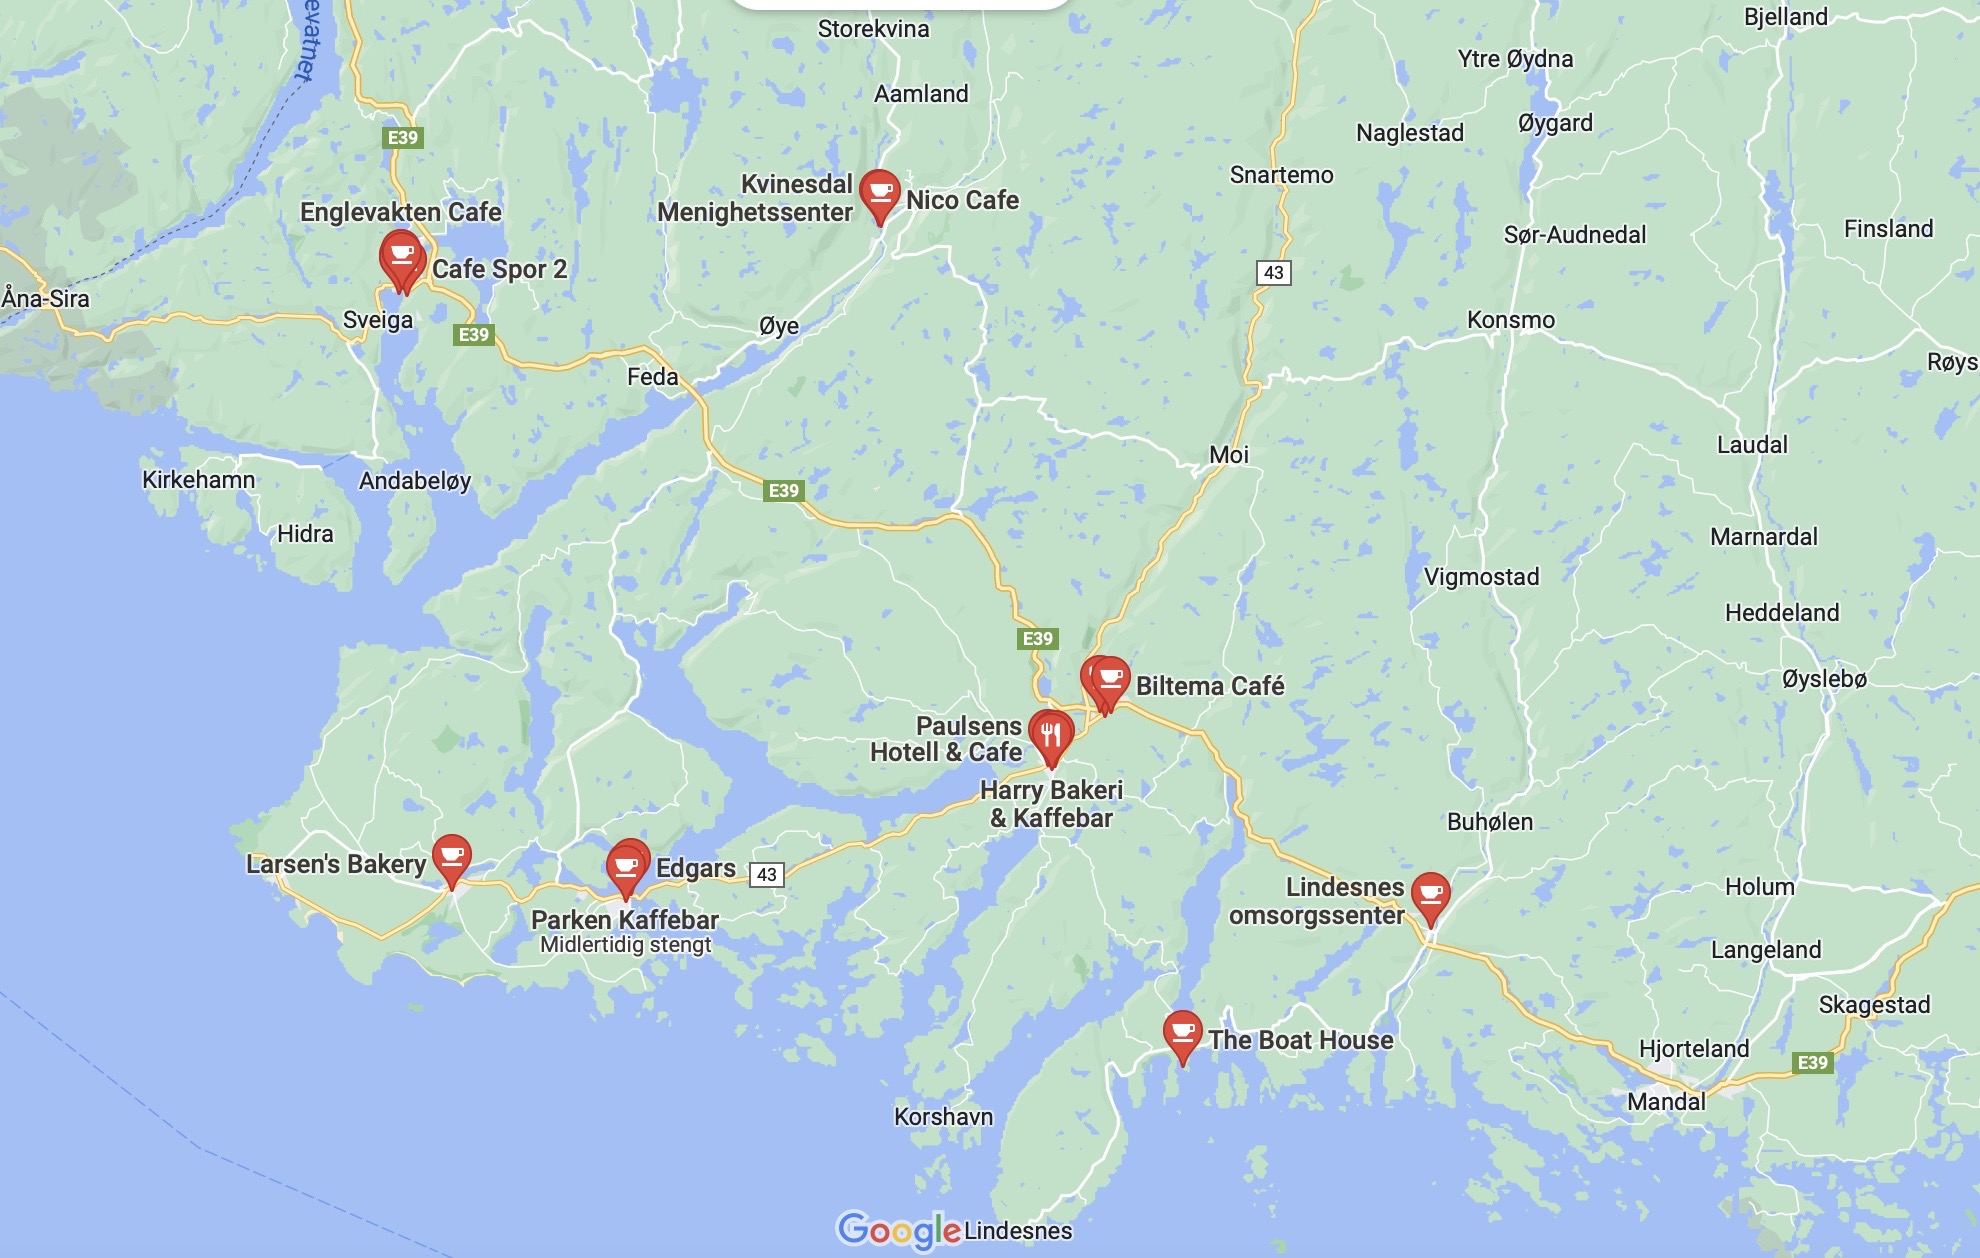 evatnet
Storekvina
Bjelland
Ytre Øydna
Aamland
Øygard
E39
Naglestad
Snartemo
Kvinesdal
Menighetssenter
Nico Cafe
Englevakten Cafe
Finsland
Sør-Audnedal
Cafe Spor 2
43
Åna-Sira
Sveiga
E39
Øye
Konsmo
Røys
Feda
Laudal
Moi
Kirkehamn
Andabeløy
E39
Hidra
Marnardal
Vigmostad
Heddeland
E39
Øyslebø
Biltema Café
Paulsens
Hotell & Cafe
Harry Bakeri
& Kaffebar
Buhølen
Larsen's Bakery
Edgars
43
Lindesnes
omsorgssenter
Holum
Parken Kaffebar
Midlertidig stengt
Langeland
Skagestad
The Boat House
Hjorteland
E39
Mandal
Korshavn
Google
Lindesnes